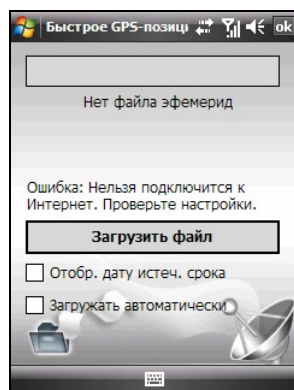 Быстрое GPS-позици
ok
Нет файла эфемерид
Ошибка: Нельзя подключится к
Интернет. Проверьте настройки.
Загрузить файл
Отобр. дату истеч. срока
Загружать автоматически